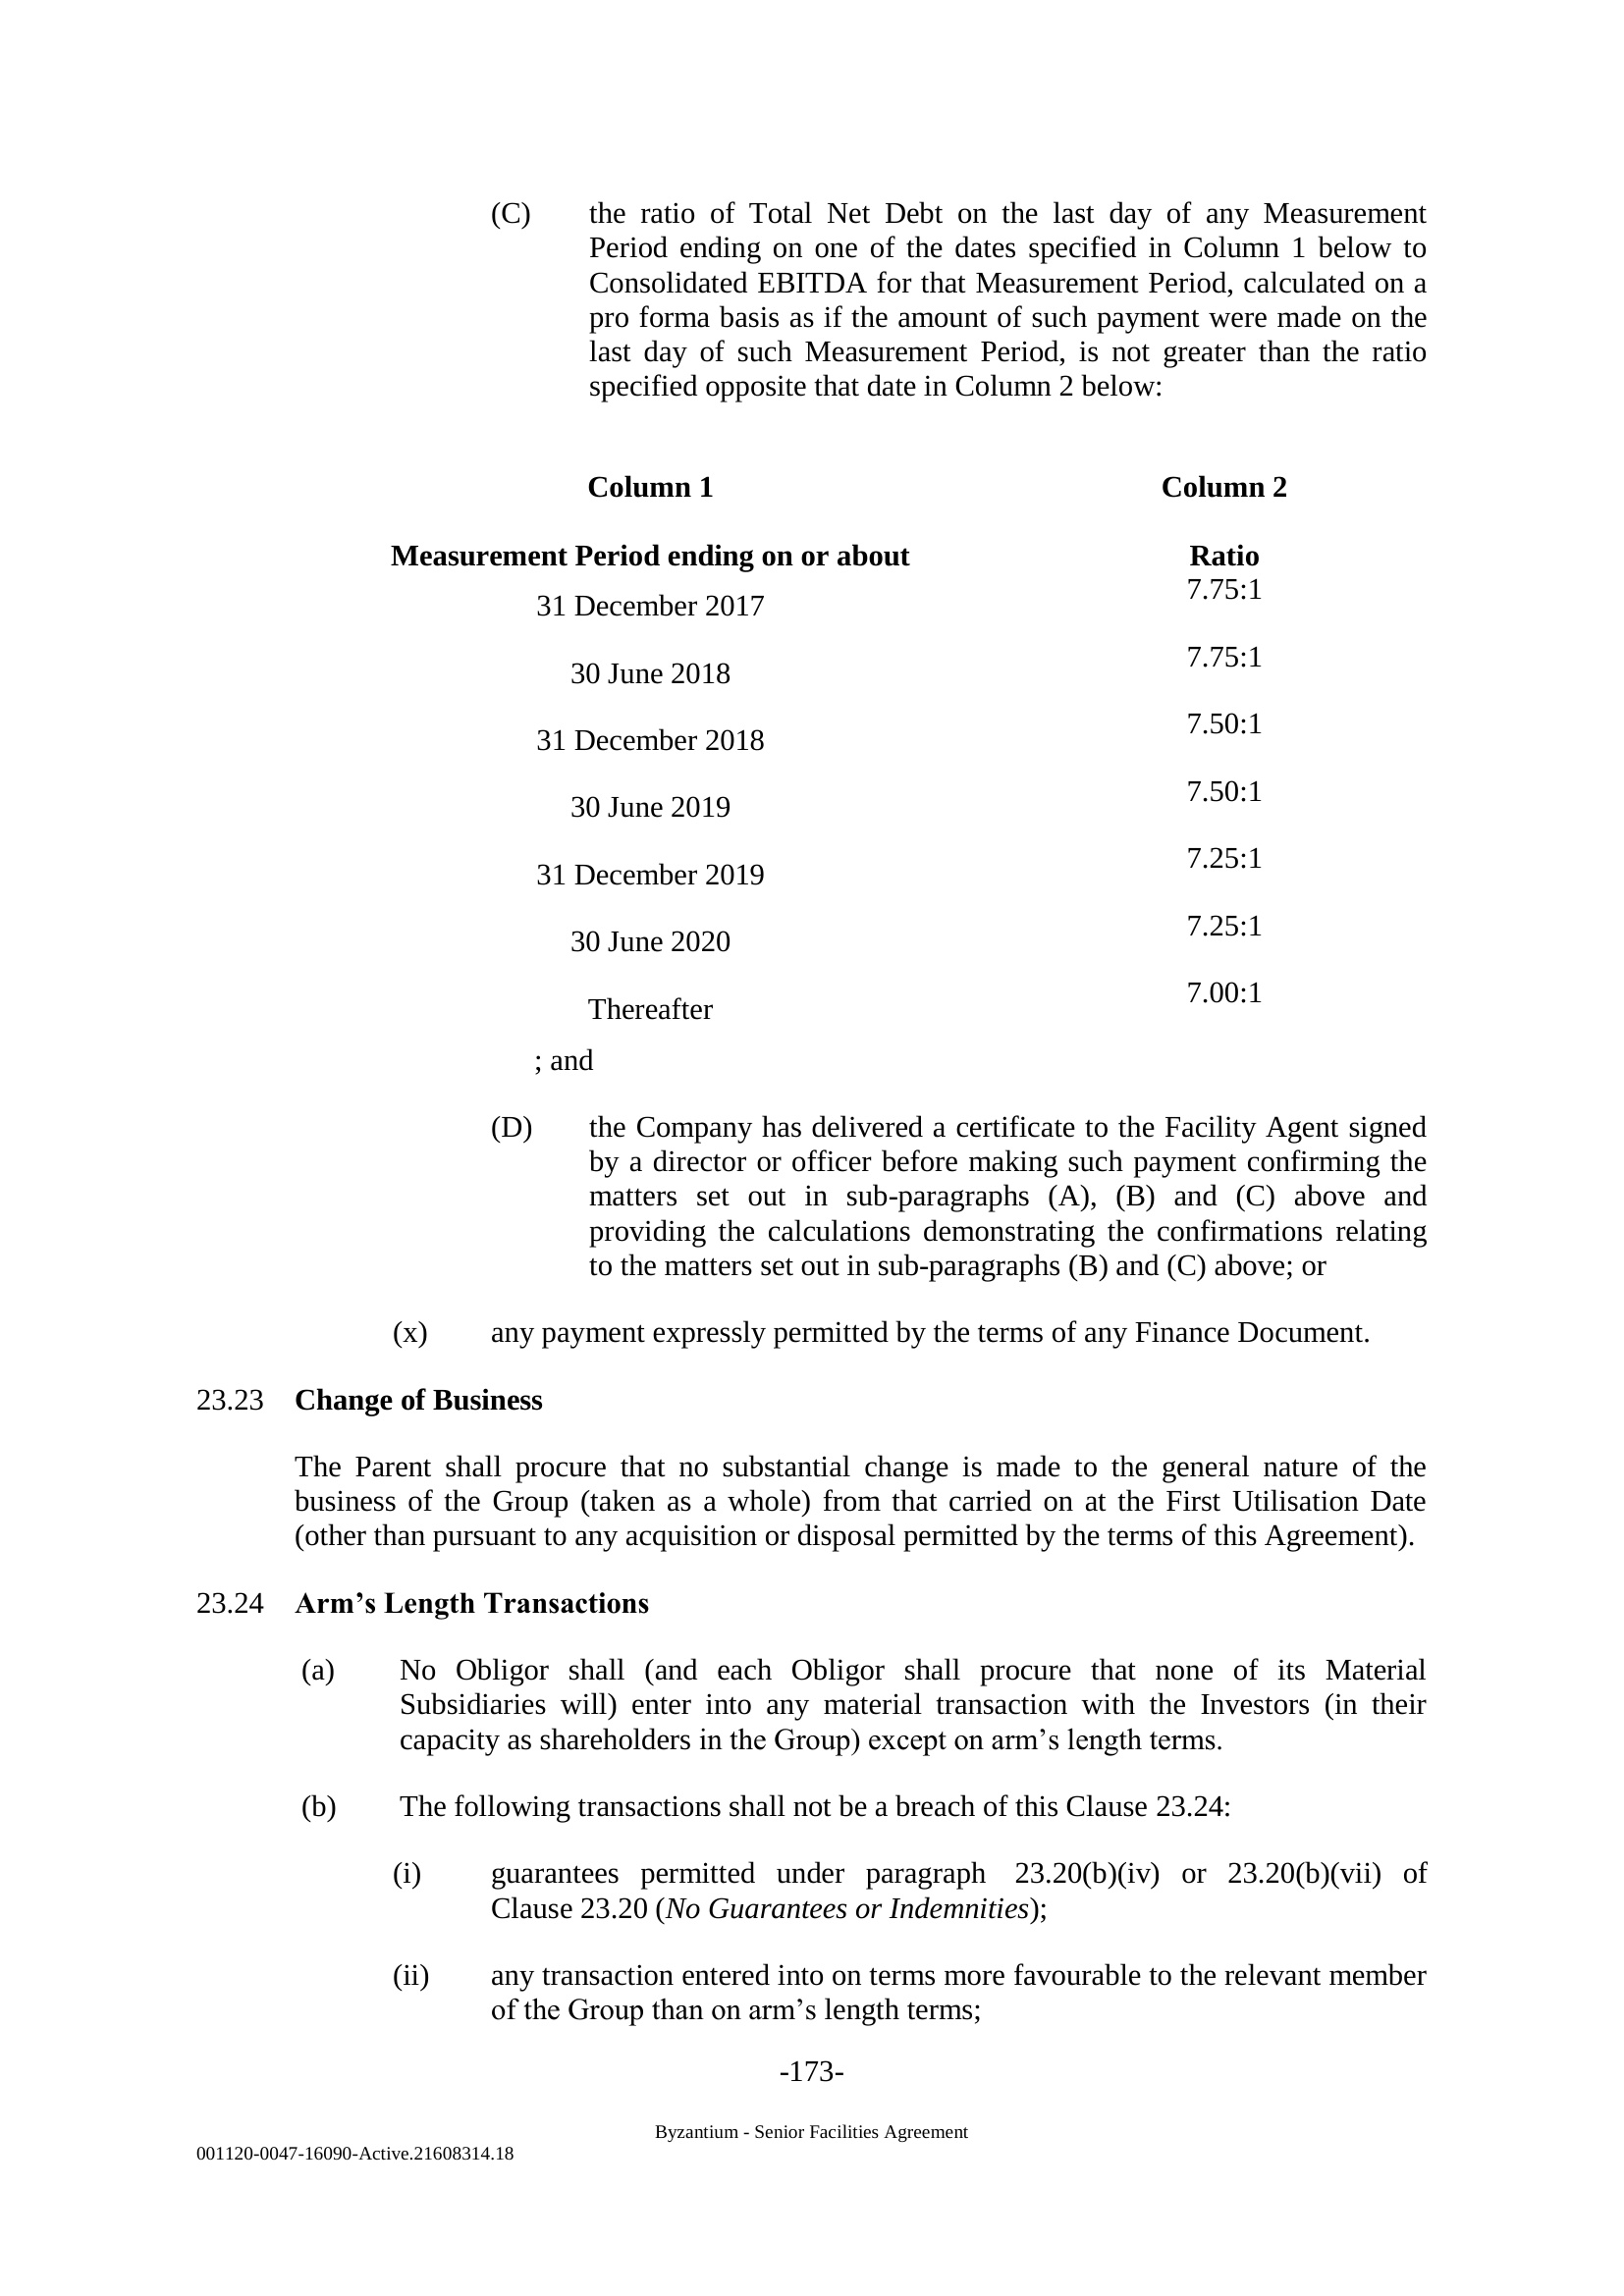 (C) the ratio of Total Net Debt on the last day of any Measurement
Period ending on one of the dates specified in Column 1 below to
Consolidated EBITDA for that Measurement Period, calculated on a
pro forma basis as if the amount of such payment were made on the
last day of such Measurement Period, is not greater than the ratio
specified opposite that date in Column 2 below:
Column 1 Column 2
Measurement Period ending on or about Ratio
31 December 2017 7.75:1
30 June 2018 7.75:1
31 December 2018 7.50:1
30 June 2019 7.50:1
31 December 2019 7.25:1
30 June 2020 7.25:1
Thereafter 7.00:1
; and
(D) the Company has delivered a certificate to the Facility Agent signed
by a director or officer before making such payment confirming the
matters set out in sub-paragraphs (A), (B) and (C) above and
providing the calculations demonstrating the confirmations relating
to the matters set out in sub-paragraphs (B) and (C) above; or
(x) any payment expressly permitted by the terms of any Finance Document.
23.23 Change of Business
The Parent shall procure that no substantial change is made to the general nature of the
business of the Group (taken as a whole) from that carried on at the First Utilisation Date
(other than pursuant to any acquisition or disposal permitted by the terms of this Agreement).
23.24 Arm’s Length Transactions
(a) No Obligor shall (and each Obligor shall procure that none of its Material
Subsidiaries will) enter into any material transaction with the Investors (in their
capacity as shareholders in the Group) except on arm’s length terms.
(b) The following transactions shall not be a breach of this Clause 23.24:
(i) guarantees permitted under paragraph 23.20(b)(iv) or 23.20(b)(vii) of
Clause 23.20 (No Guarantees or Indemnities);
(ii) any transaction entered into on terms more favourable to the relevant member
of the Group than on arm’s length terms;
-173-
Byzantium - Senior Facilities Agreement
001120-0047-16090-Active.21608314.18